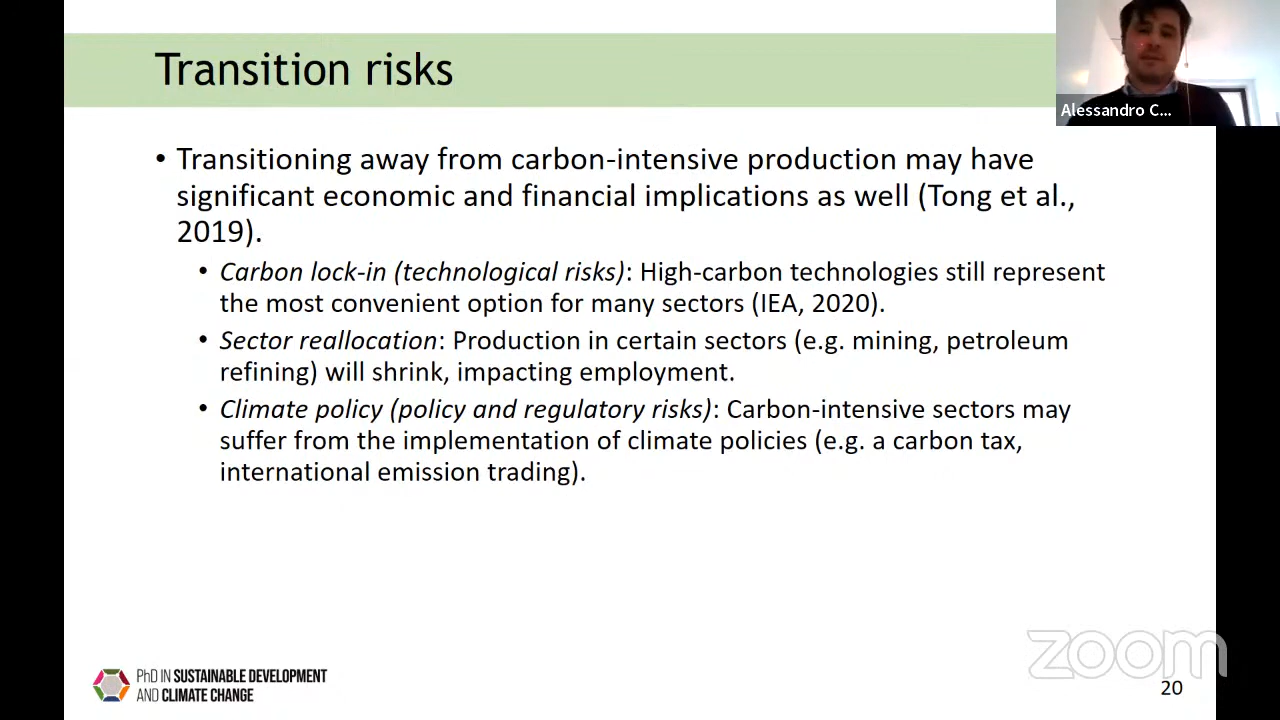 Transition risks
Alessandro C...
• Transitioning away from carbon-intensive production may have
significant economic and financial implications as well (Tong et al.,
2019).
• Carbon lock-in (technological risks): High-carbon technologies still represent
the most convenient option for many sectors (IEA, 2020).
• Sector reallocation: Production in certain sectors (e.g. mining, petroleum
refining) will shrink, impacting employment.
• Climate policy (policy and regulatory risks): Carbon-intensive sectors may
suffer from the implementation of climate policies (e.g. a carbon tax,
international emission trading).
zoom
PhD IN SUSTAINABLE DEVELOPMENT
AND CLIMATE CHANGE
20